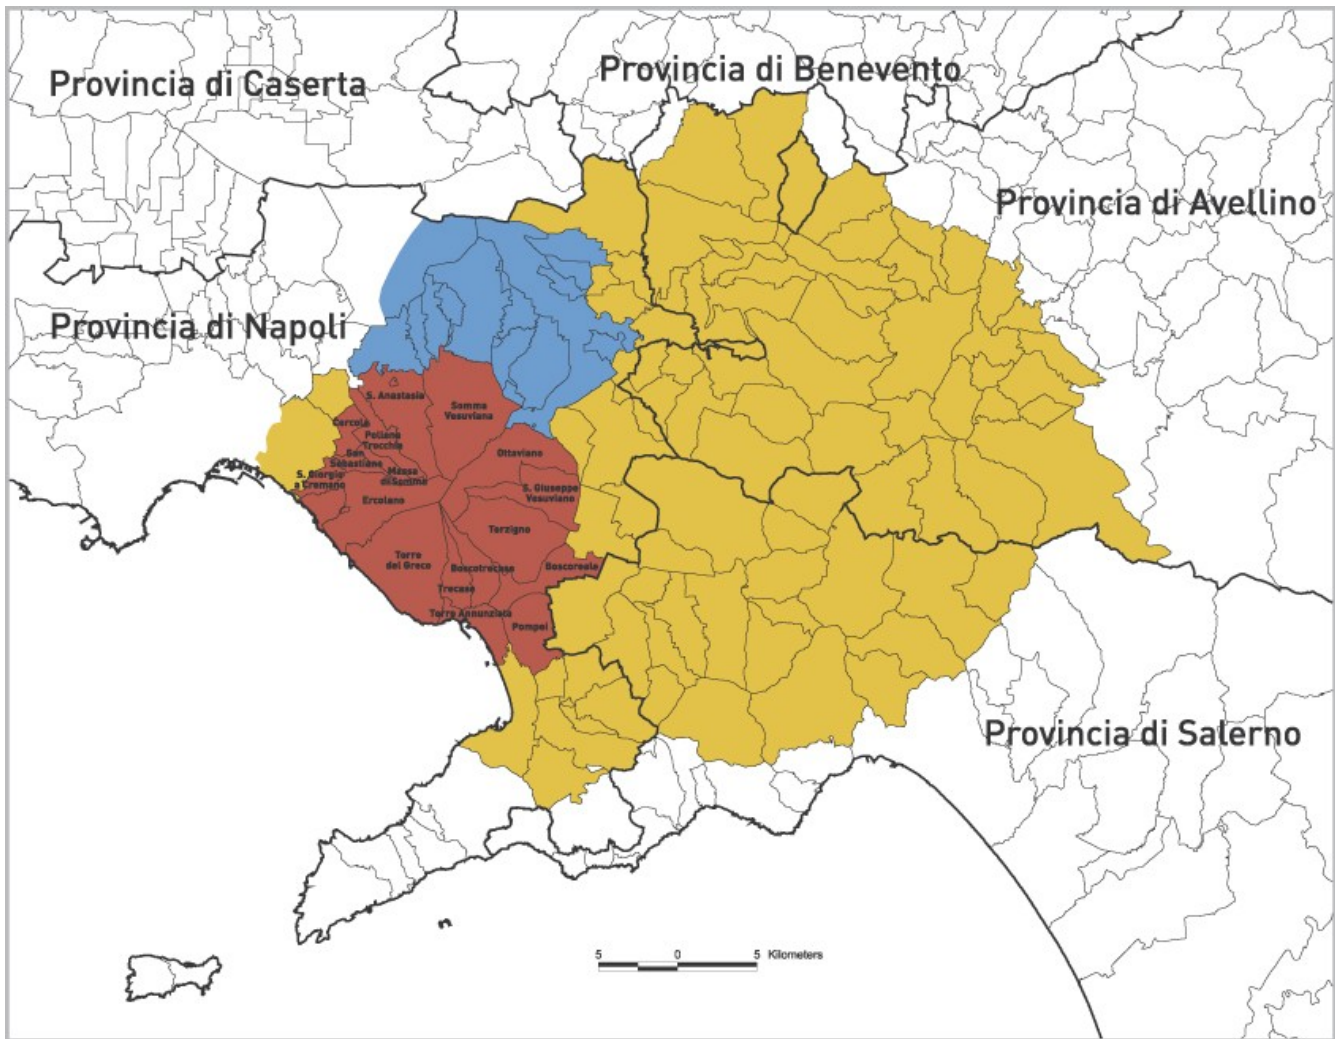 Provincia di Benevento
Provincia di Caserta
Provincia di Avellino
Provincia di Napoli
S. Anastasia
Somma
Vesuviana
Cercola
Pollena
Trocchia
Ottaviano
San
Sebastiano
Massa
di Somma
S. Giorgio
a Cremano
S. Giuseppe
Vesuviano
Ercolano
Terzigno
Torre
del Greco
Boscotrecase
Boscoreale
Trecase
Torre Annunziata
Pompei
Provincia di Salerno
5 0 5 Kilometers